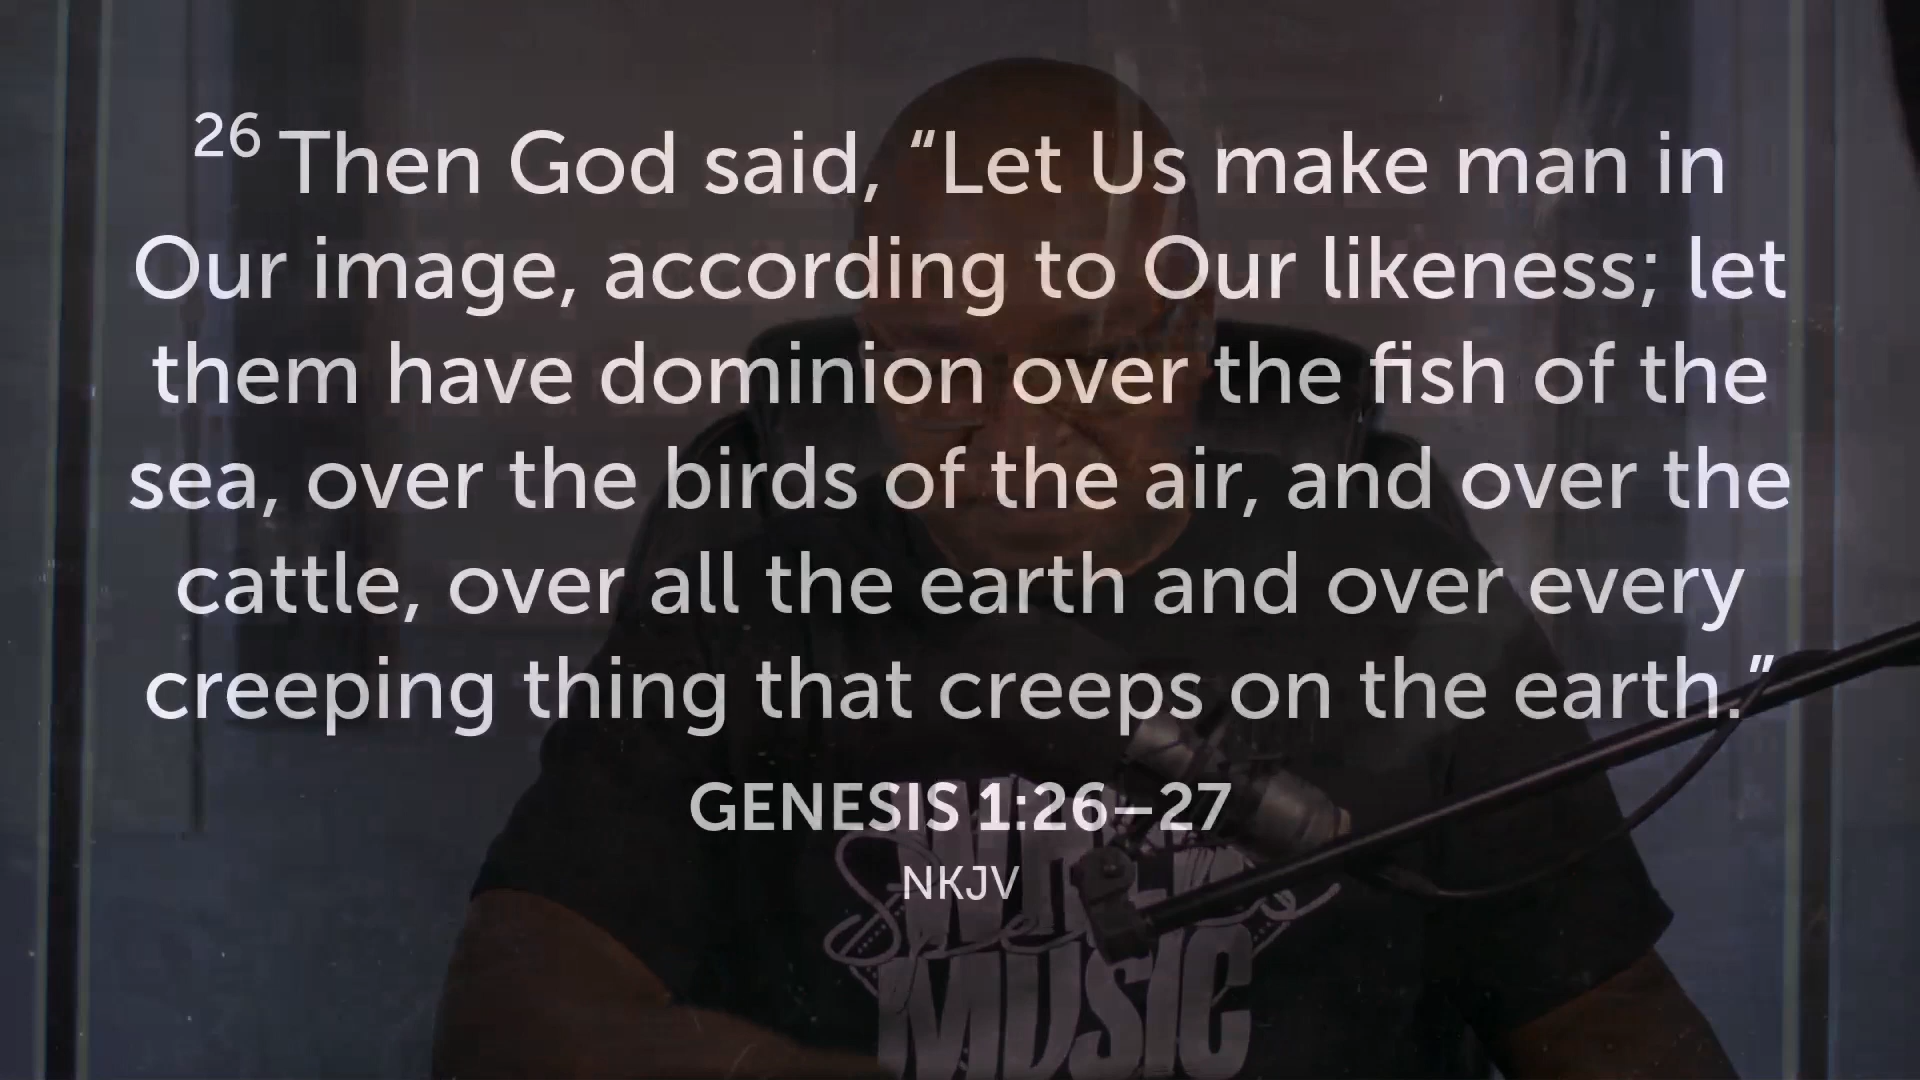 26 Then God said, “Let Us make man in
Our image, according to Our likeness; let
them have dominion over the fish of the
sea, over the birds of the air, and over the
cattle, over all the earth and over every
creeping thing that creeps on the earth.”
GENESIS 1:26–27
NKJV
MUSIC